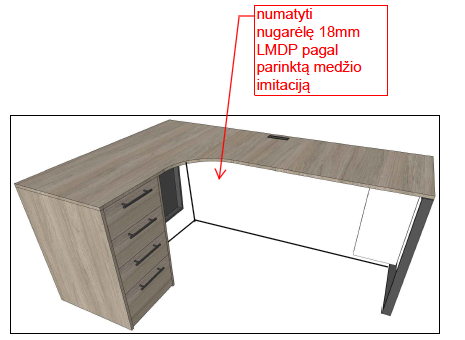 numatyti
nugarėlę 18mm
LMDP pagal
parinktą medžio
imitaciją